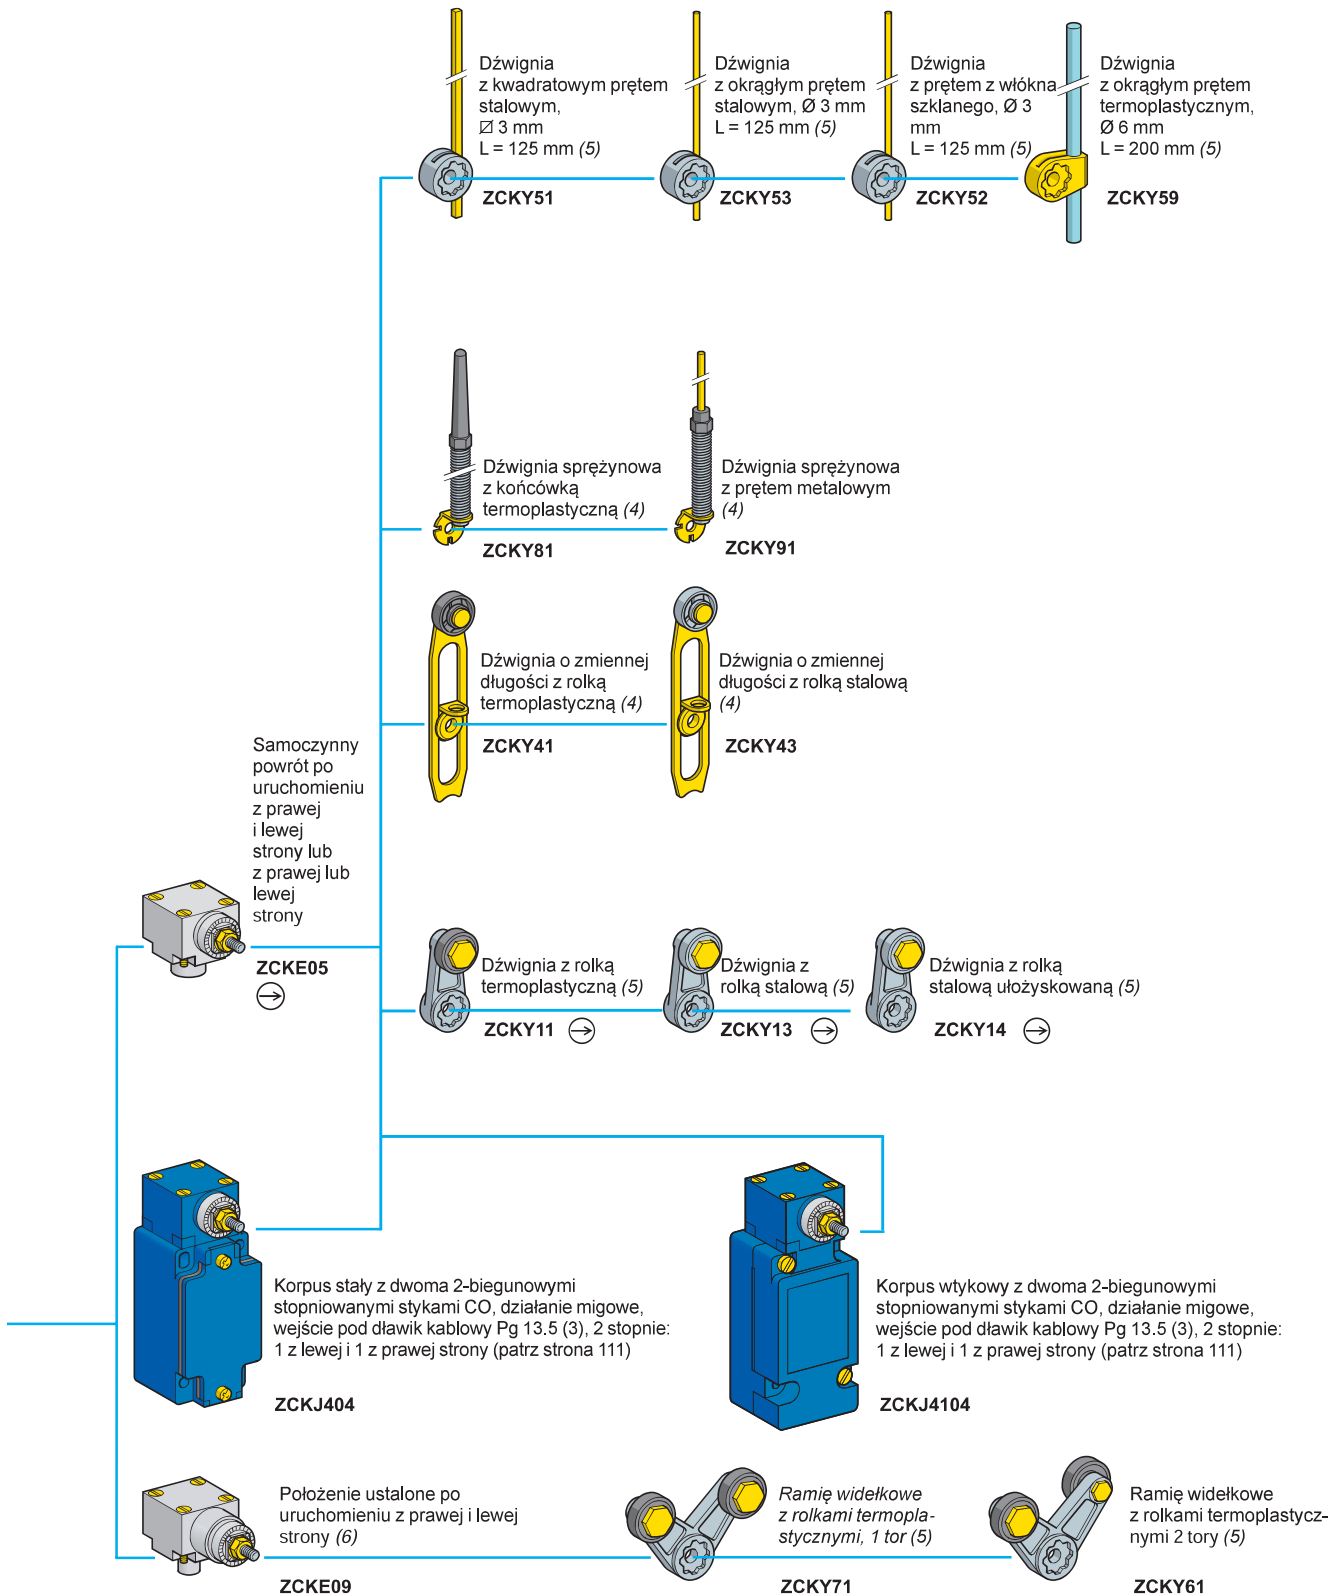 Dźwignia
z kwadratowym prętem
stalowym,
⌀ 3 mm
L = 125 mm (5)
ZCKY51
Dźwignia
z okrągłym prętem
stalowym, Ø 3 mm
L = 125 mm (5)
ZCKY53
Dźwignia
z prętem z włókna
szklanego, Ø 3
mm
L = 125 mm (5)
ZCKY52
Dźwignia
z okrągłym prętem
termoplastycznym,
Ø 6 mm
L = 200 mm (5)
ZCKY59
Dźwignia sprężynowa
z końcówką
termoplastyczną (4)
ZCKY81
Dźwignia sprężynowa
z prętem metalowym
(4)
ZCKY91
Dźwignia o zmiennej
długości z rolką
termoplastyczną (4)
ZCKY41
Dźwignia o zmiennej
długości z rolką stalową
(4)
ZCKY43
Samoczynny
powrót po
uruchomieniu
z prawej
i lewej
strony lub
z prawej lub
lewej
strony
ZCKE05
Dźwignia z rolką
termoplastyczną (5)
ZCKY11
Dźwignia z
rolką stalową (5)
ZCKY13
Dźwignia z rolką
stalową ułożyskowaną (5)
ZCKY14
Korpus stały z dwoma 2-biegunowymi
stopniowanymi stykami CO, działanie migowe,
wejście pod dławik kablowy Pg 13.5 (3), 2 stopnie:
1 z lewej i 1 z prawej strony (patrz strona 111)
ZCKJ404
Korpus wtykowy z dwoma 2-biegunowymi
stopniowanymi stykami CO, działanie migowe,
wejście pod dławik kablowy Pg 13.5 (3), 2 stopnie:
1 z lewej i 1 z prawej strony (patrz strona 111)
ZCKJ4104
Położenie ustalone po
uruchomieniu z prawej i lewej
strony (6)
ZCKE09
Ramię widełkowe
z rolkami termopla-
stycznymi, 1 tor (5)
ZCKY71
Ramię widełkowe
z rolkami termoplastycz-
nymi 2 tory (5)
ZCKY61